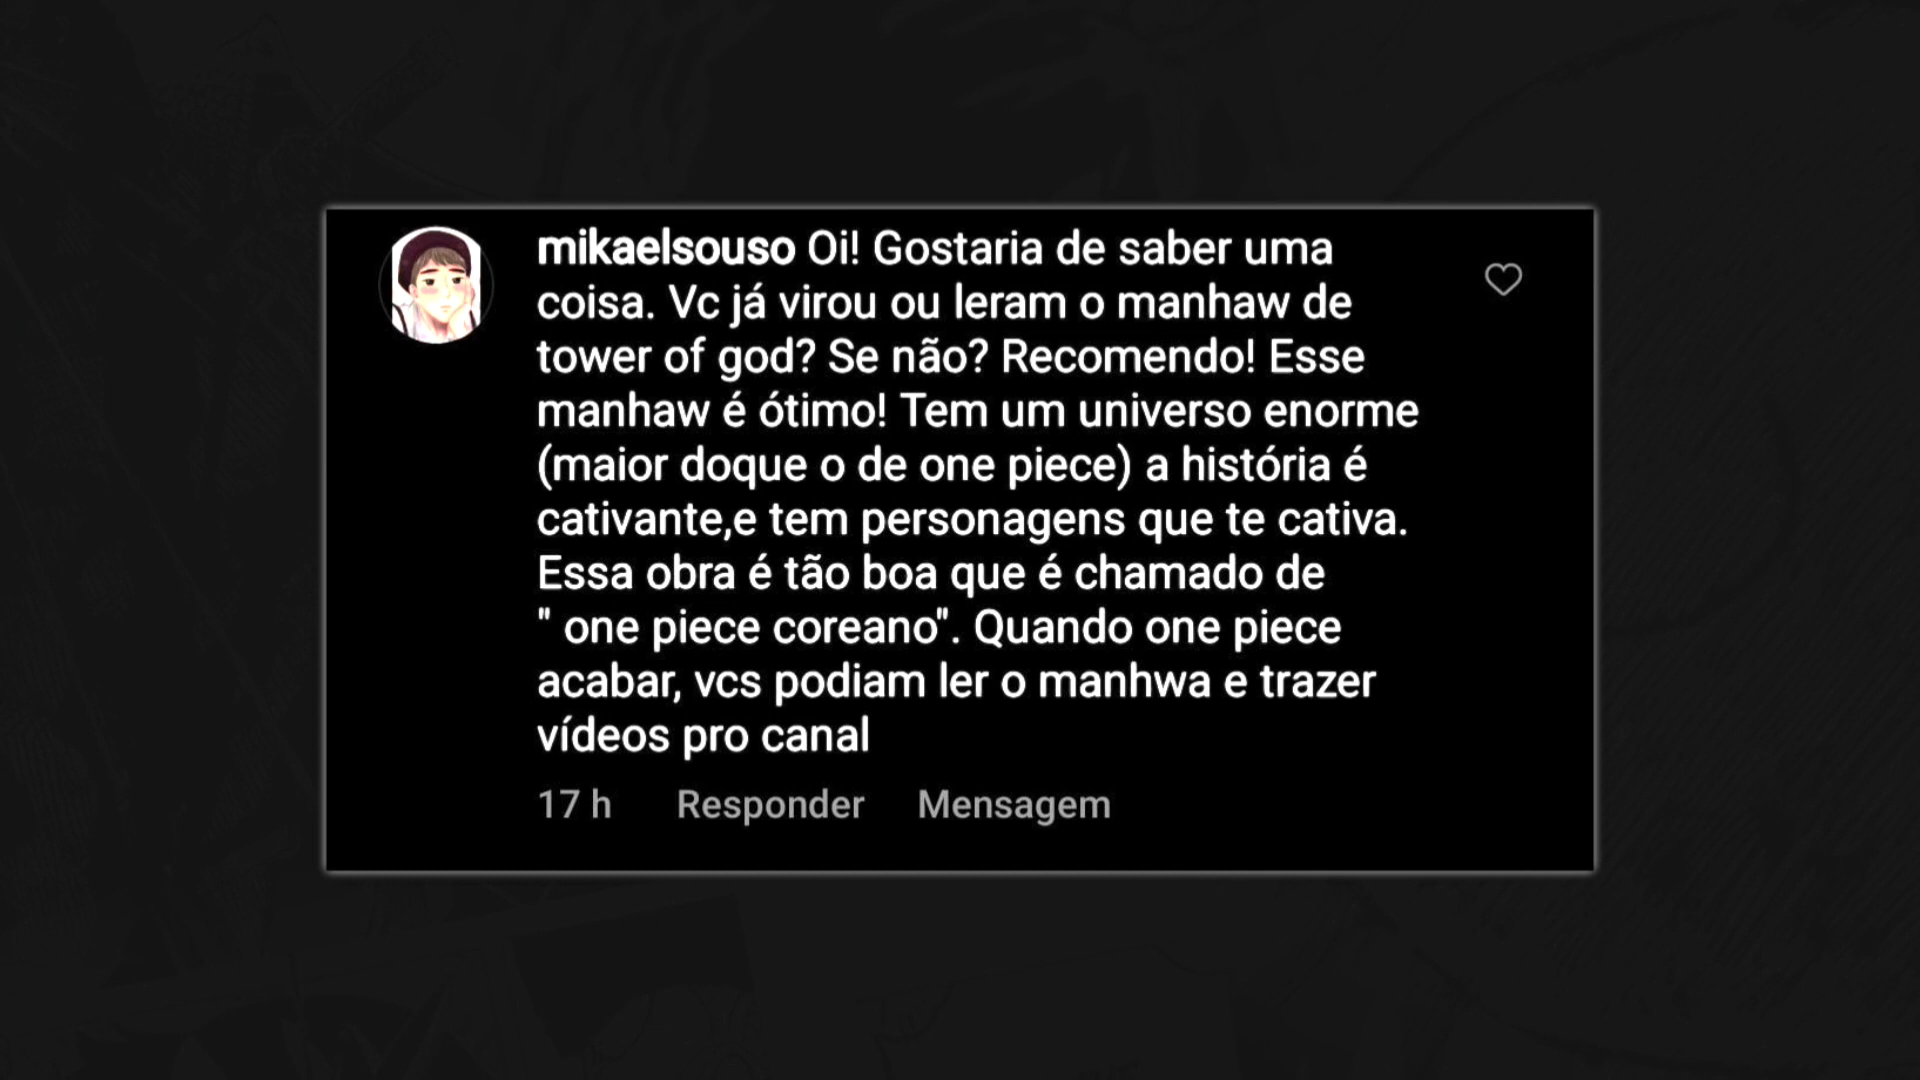 mikaelsouso Oi! Gostaria de saber uma
coisa. Vc já virou ou leram o manhaw de
tower of god? Se não? Recomendo! Esse
manhaw é ótimo! Tem um universo enorme
(maior doque o de one piece) a história é
cativante,e tem personagens que te cativa.
Essa obra é tão boa que é chamado de
" one piece coreano". Quando one piece
acabar, vcs podiam ler o manhwa e trazer
vídeos pro canal
17 h Responder Mensagem